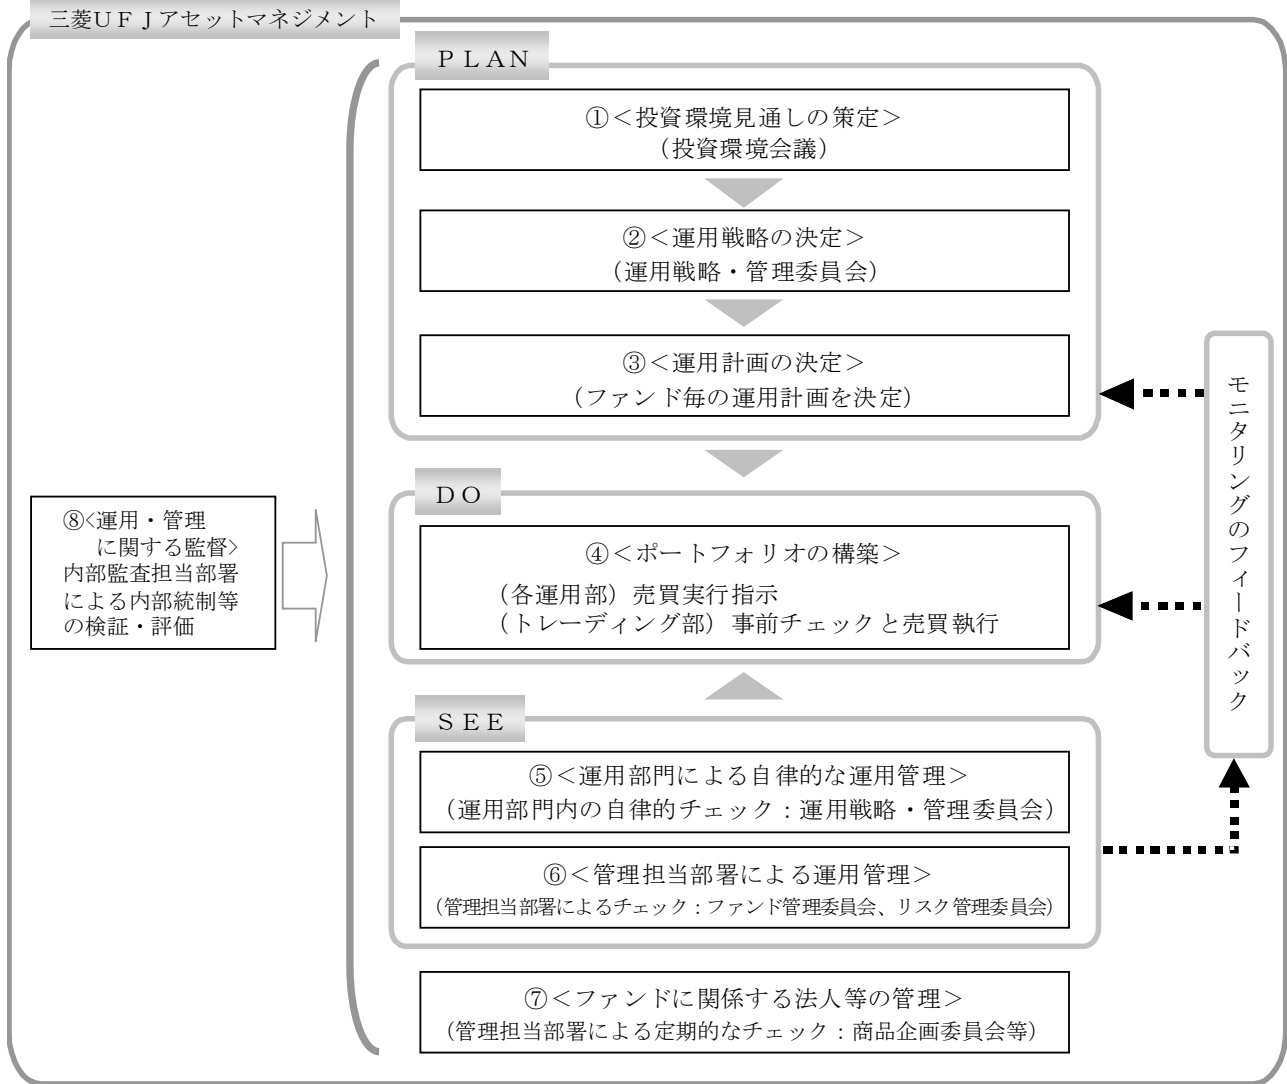 三菱ＵＦＪアセットマネジメント
ＰＬＡＮ
①＜投資環境見通しの策定＞
（投資環境会議）
②＜運用戦略の決定＞
（運用戦略・管理委員会）
③＜運用計画の決定＞
（ファンド毎の運用計画を決定）
ＤＯ
④＜ポートフォリオの構築＞
（各運用部）売買実行指示
（トレーディング部）事前チェックと売買執行
ＳＥＥ
⑤＜運用部門による自律的な運用管理＞
（運用部門内の自律的チェック：運用戦略・管理委員会）
⑥＜管理担当部署による運用管理＞
（管理担当部署によるチェック：ファンド管理委員会、リスク管理委員会）
⑦＜ファンドに関係する法人等の管理＞
（管理担当部署による定期的なチェック：商品企画委員会等）
⑧<運用・管理
に関する監督>
内部監査担当部署
による内部統制等
の検証・評価
モニタリングのフィードバック